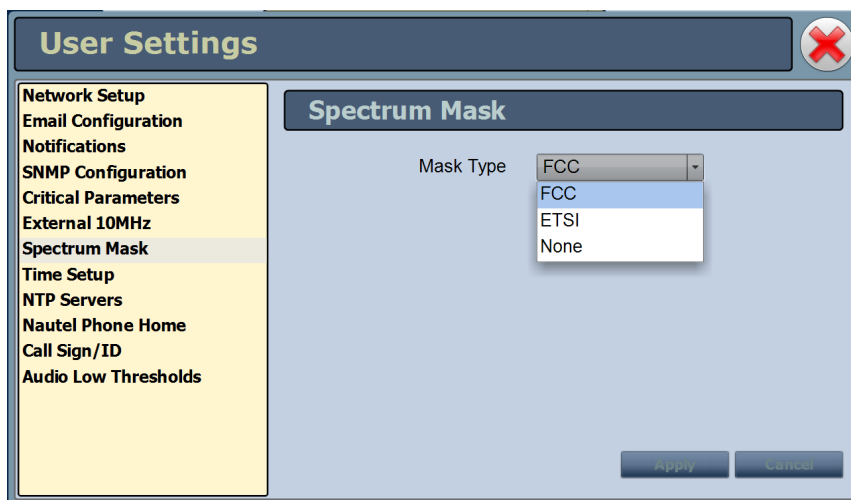 User Settings
Network Setup
Email Configuration
Notifications
SNMP Configuration
Critical Parameters
External 10MHz
Spectrum Mask
Time Setup
NTP Servers
Nautel Phone Home
Call Sign/ID
Audio Low Thresholds
Spectrum Mask
Mask Type FCC
FCC
ETSI
None
Apply Cancel